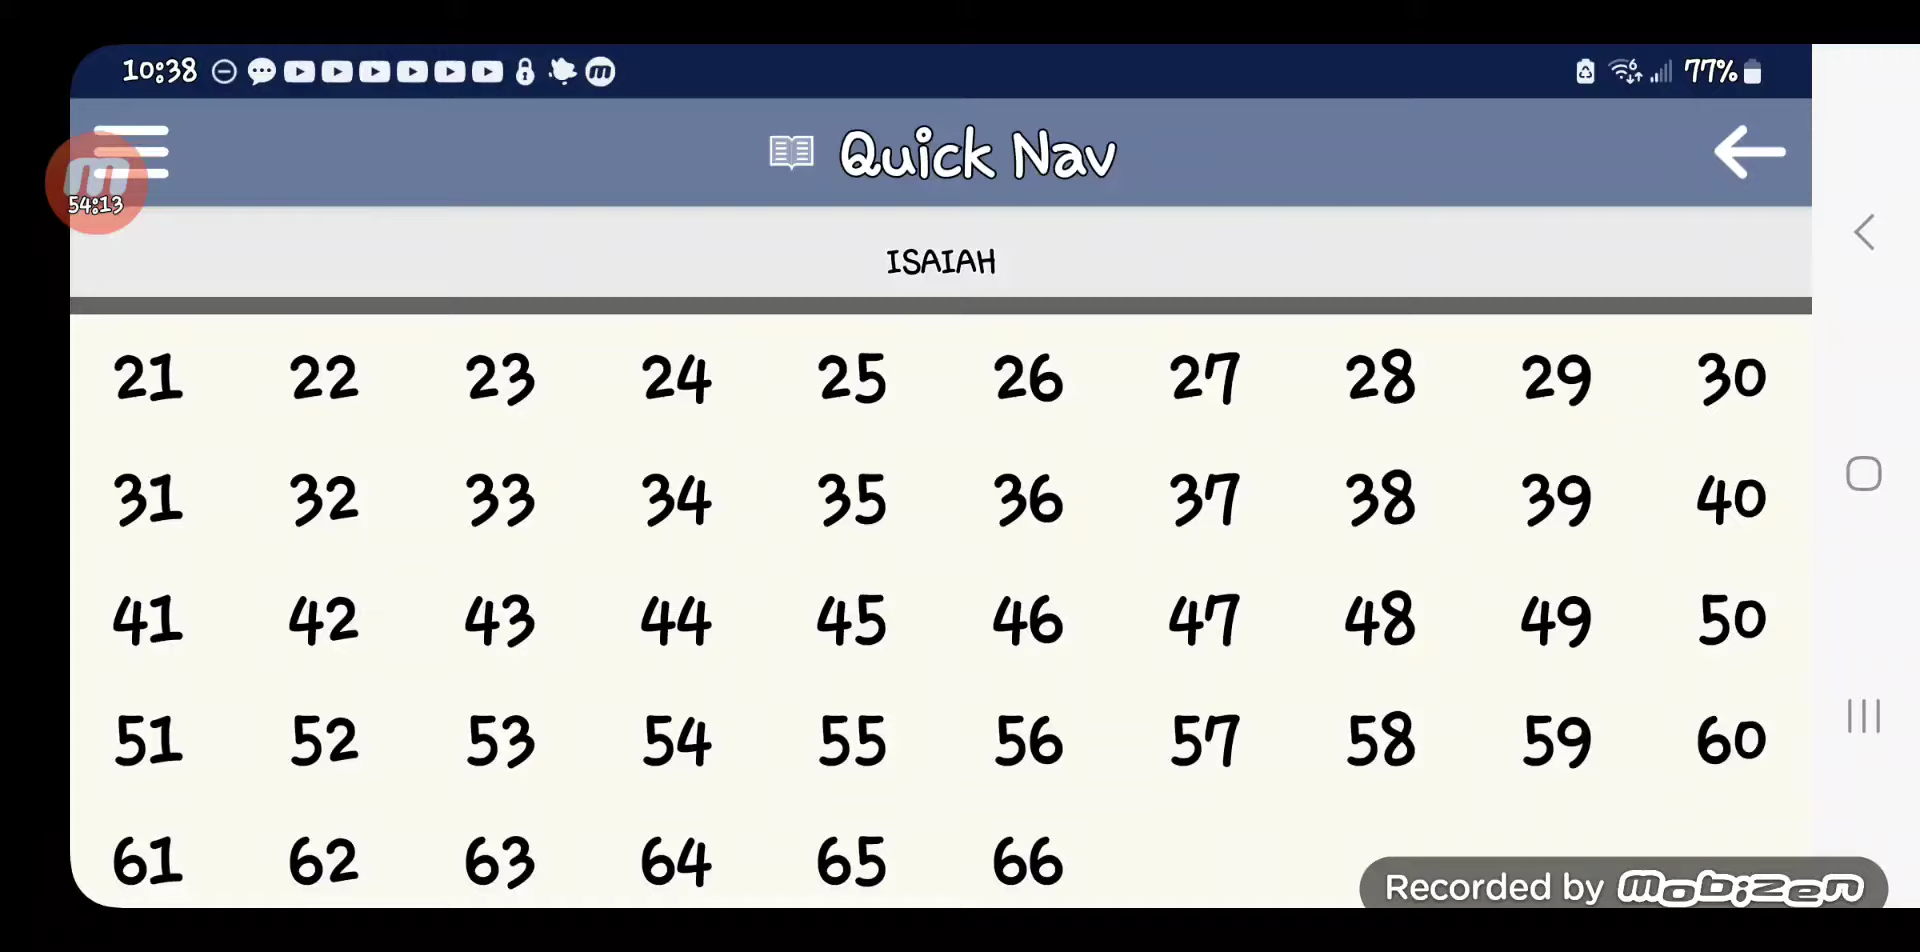 10:38 77%
Quick Nav
m
54:13
ISAIAH
21 22 23 24 25 26 27 28 29 30
31 32 33 34 35 36 37 38 39 40
41 42 43 44 45 46 47 48 49 50
51 52 53 54 55 56 57 58 59 60
61 62 63 64 65 66
Recorded by mobizen